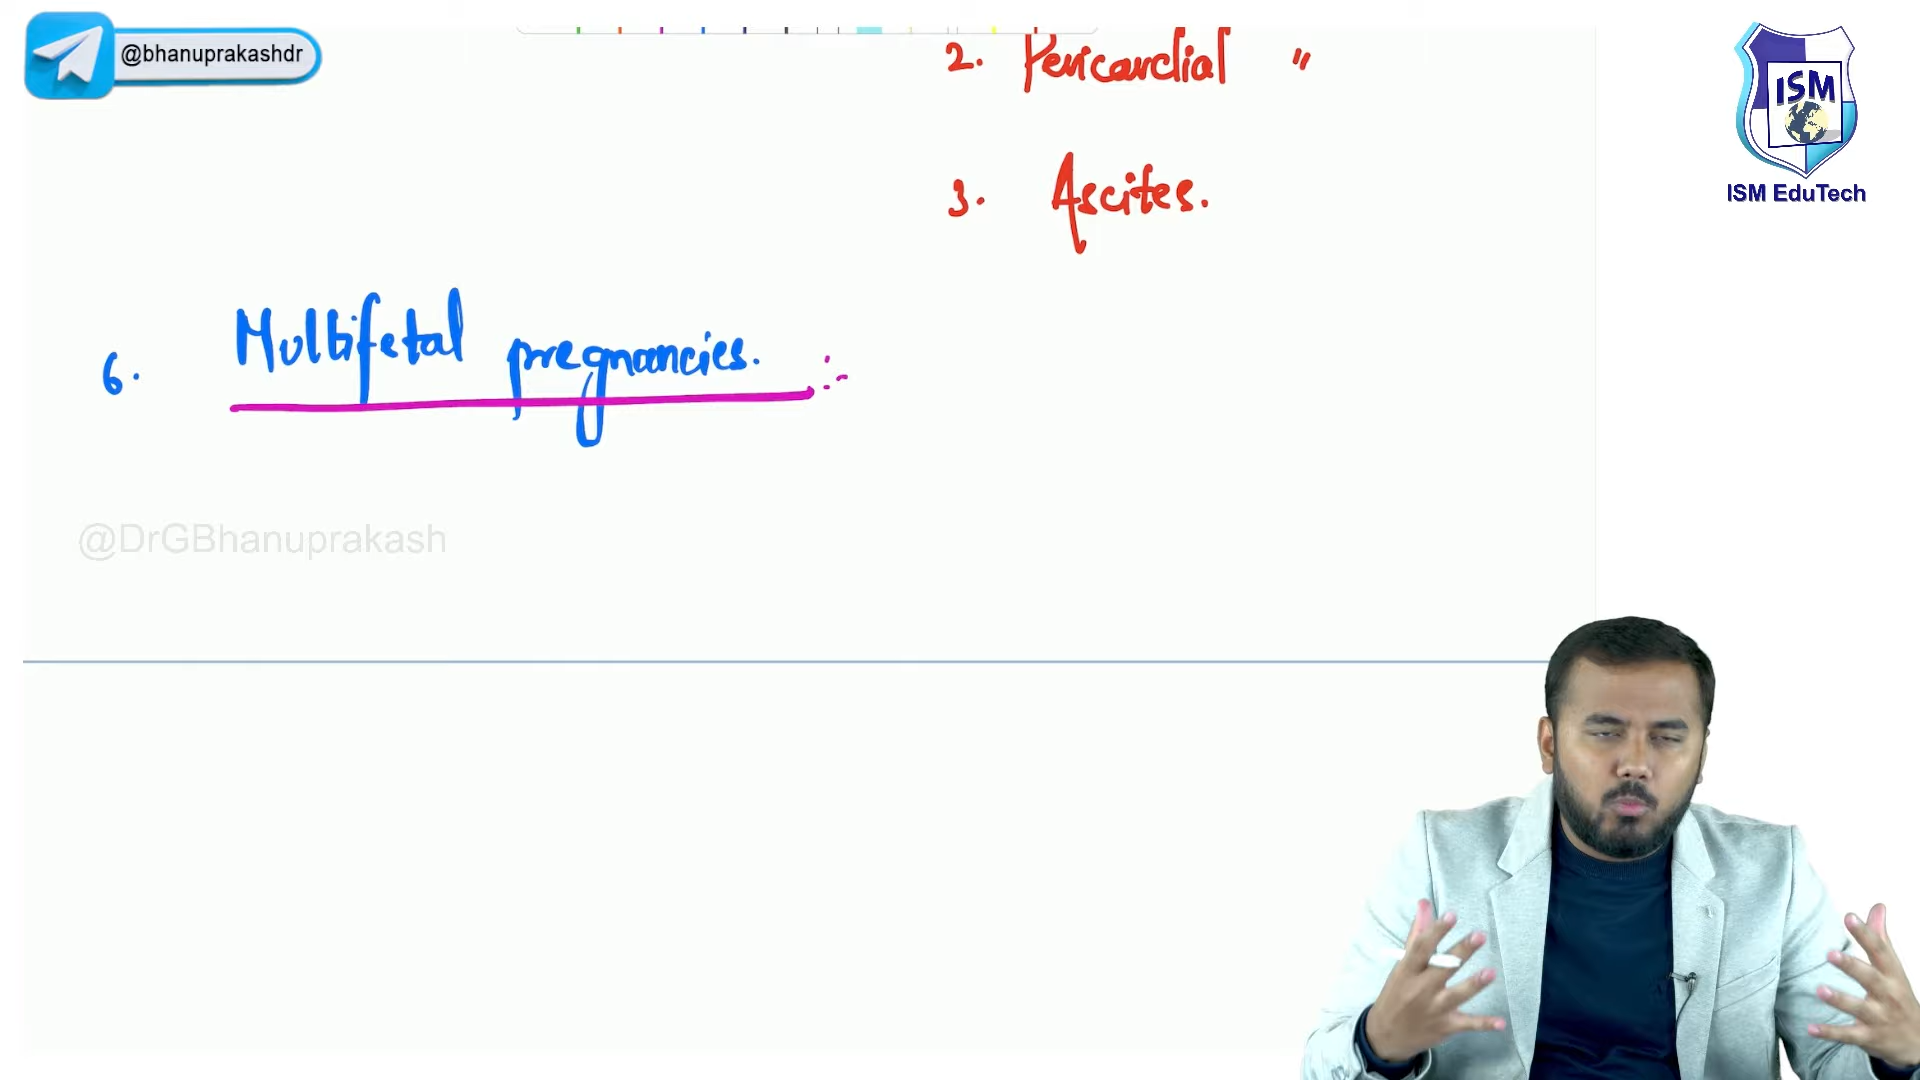 @bhanuprakashdr
2. Pericardial "
ISM
ISM EduTech
3. Ascites.
6. Multifetal pregnancies.
@DrGBhanuprakash